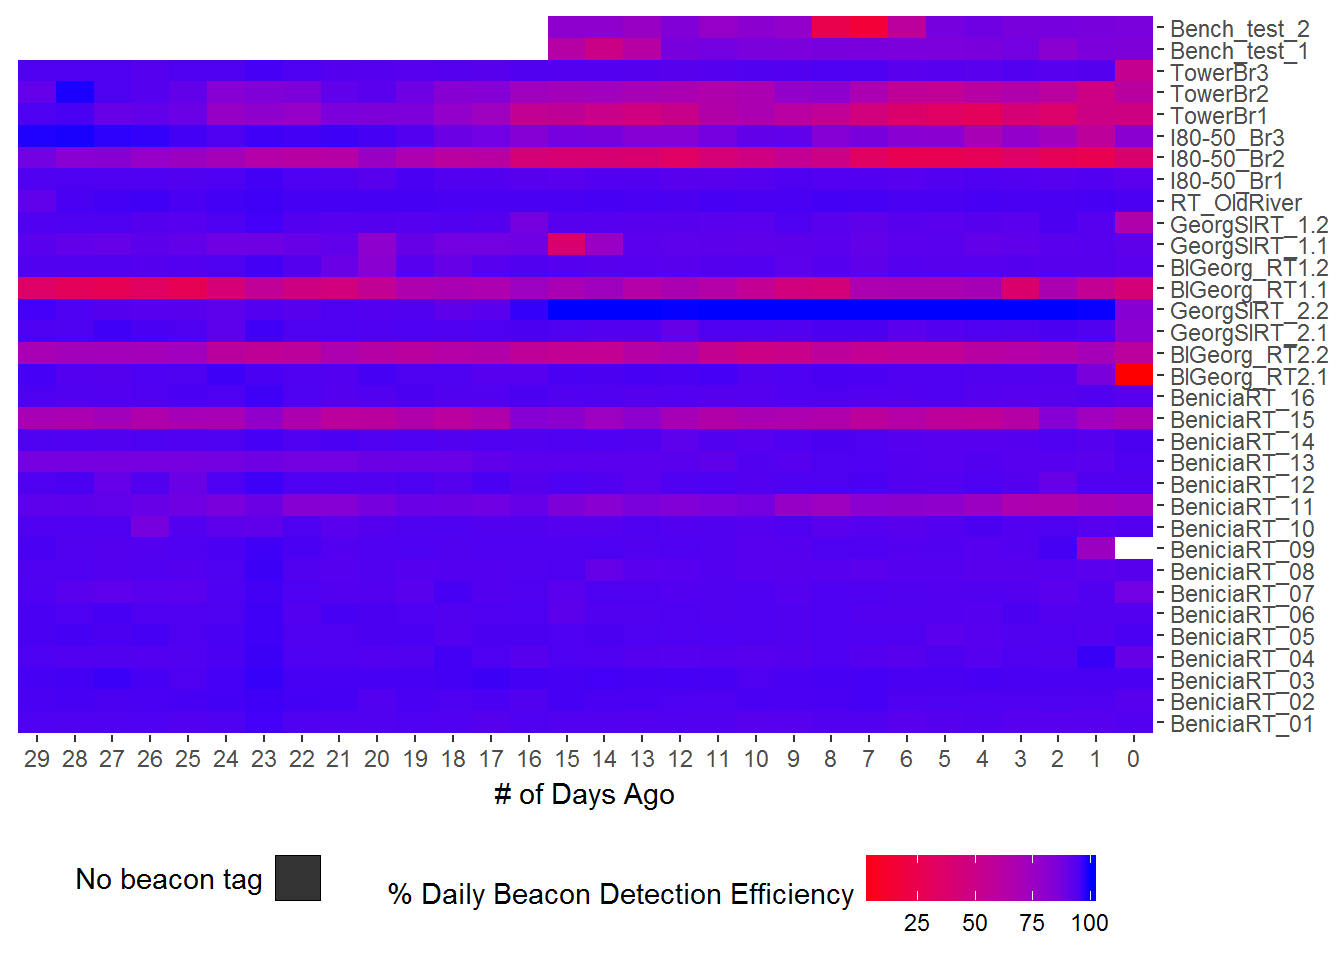 Bench_test_2
Bench_test_1
TowerBr3
TowerBr2
TowerBr1
I80-50_Br3
I80-50_Br2
I80-50_Br1
RT_OldRiver
GeorgSlRT_1.2
GeorgSlRT_1.1
BlGeorg_RT1.2
BlGeorg_RT1.1
GeorgSlRT_2.2
GeorgSlRT_2.1
BlGeorg_RT2.2
BlGeorg_RT2.1
BeniciaRT_16
BeniciaRT_15
BeniciaRT_14
BeniciaRT_13
BeniciaRT_12
BeniciaRT_11
BeniciaRT_10
BeniciaRT_09
BeniciaRT_08
BeniciaRT_07
BeniciaRT_06
BeniciaRT_05
BeniciaRT_04
BeniciaRT_03
BeniciaRT_02
BeniciaRT_01
29 28 27 26 25 24 23 22 21 20 19 18 17 16 15 14 13 12 11 10 9 8 7 6 5 4 3 2 1 0
# of Days Ago
No beacon tag
% Daily Beacon Detection Efficiency
25 50 75 100